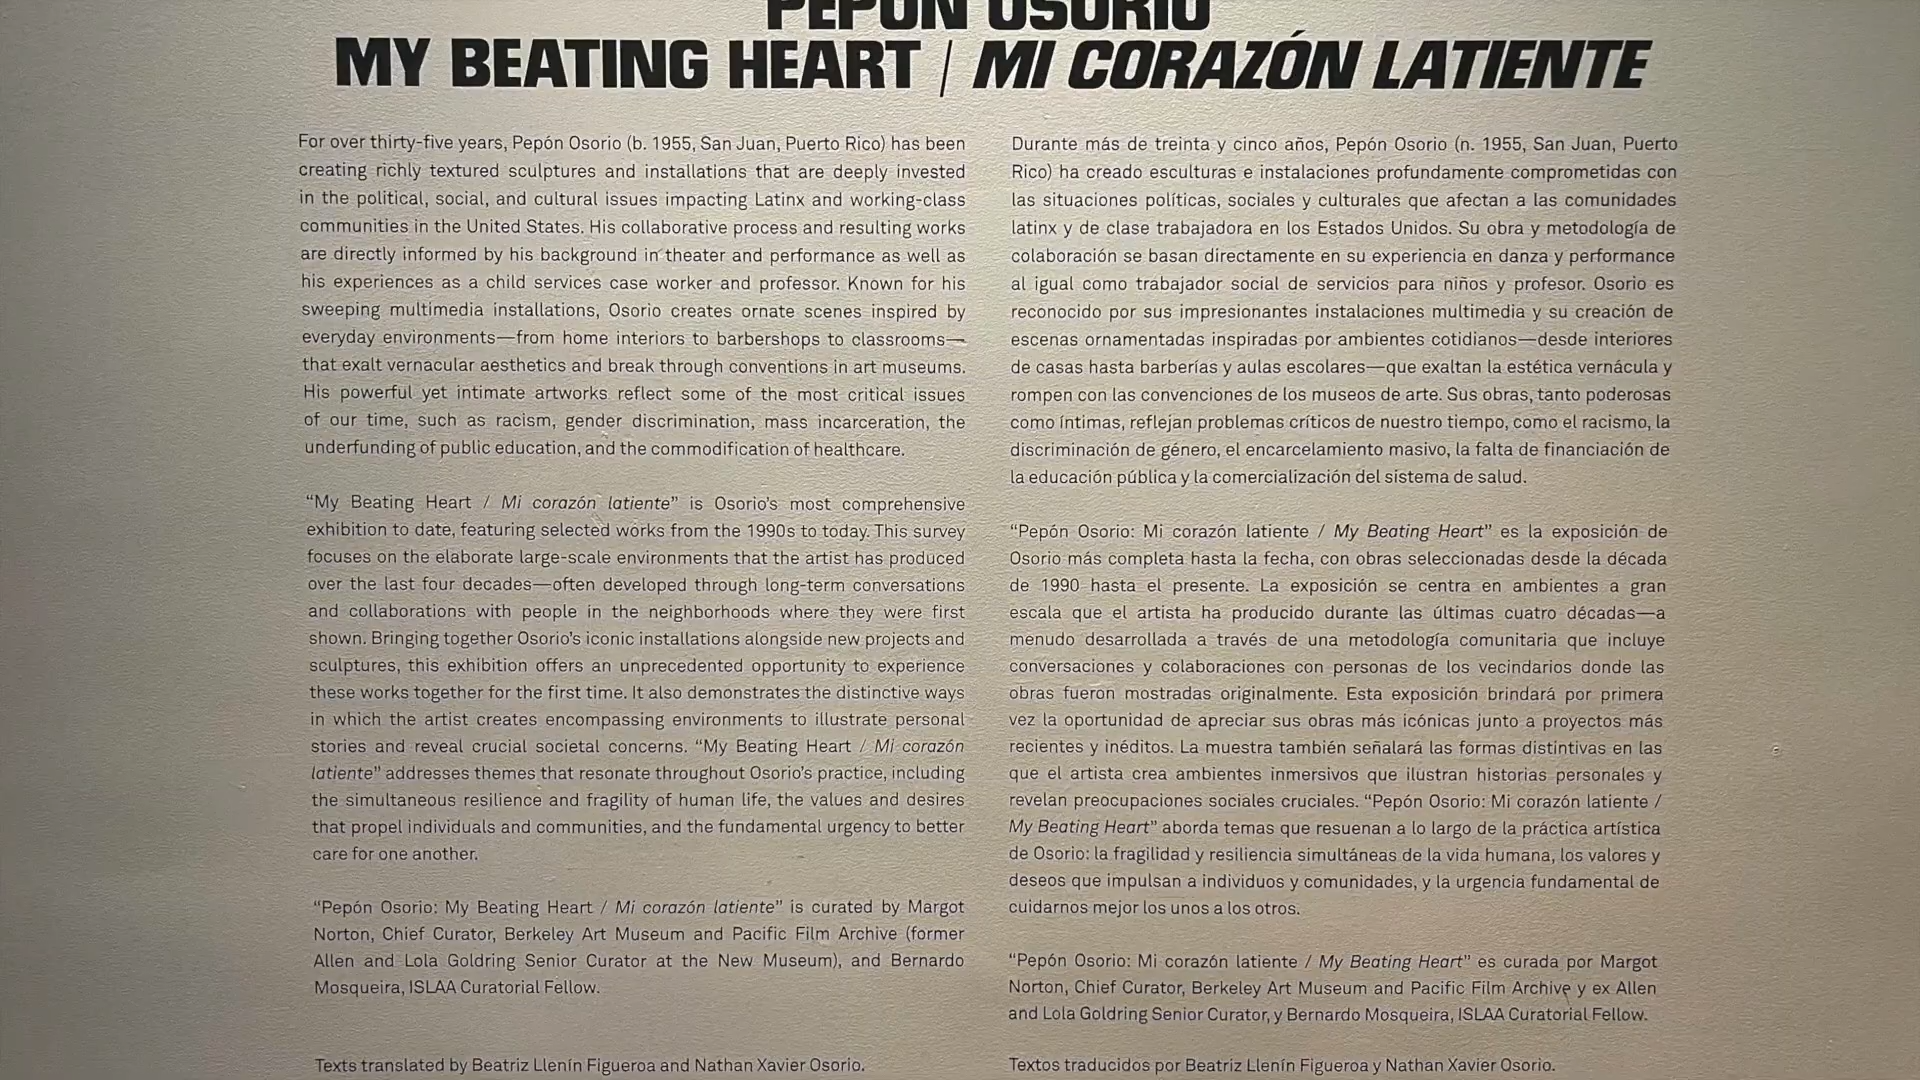 PEPÓN OSORIO
MY BEATING HEART / MI CORAZÓN LATIENTE
For over thirty-five years, Pepón Osorio (b. 1955, San Juan, Puerto Rico) has been
creating richly textured sculptures and installations that are deeply invested
in the political, social, and cultural issues impacting Latinx and working-class
communities in the United States. His collaborative process and resulting works
are directly informed by his background in theater and performance as well as
his experiences as a child services case worker and professor. Known for his
sweeping multimedia installations, Osorio creates ornate scenes inspired by
everyday environments—from home interiors to barbershops to classrooms—
that exalt vernacular aesthetics and break through conventions in art museums.
His powerful yet intimate artworks reflect some of the most critical issues
of our time, such as racism, gender discrimination, mass incarceration, the
underfunding of public education, and the commodification of healthcare.
“My Beating Heart / Mi corazón latiente” is Osorio’s most comprehensive
exhibition to date, featuring selected works from the 1990s to today. This survey
focuses on the elaborate large-scale environments that the artist has produced
over the last four decades—often developed through long-term conversations
and collaborations with people in the neighborhoods where they were first
shown. Bringing together Osorio’s iconic installations alongside new projects and
sculptures, this exhibition offers an unprecedented opportunity to experience
these works together for the first time. It also demonstrates the distinctive ways
in which the artist creates encompassing environments to illustrate personal
stories and reveal crucial societal concerns. “My Beating Heart / Mi corazón
latiente” addresses themes that resonate throughout Osorio’s practice, including
the simultaneous resilience and fragility of human life, the values and desires
that propel individuals and communities, and the fundamental urgency to better
care for one another.
“Pepón Osorio: My Beating Heart / Mi corazón latiente” is curated by Margot
Norton, Chief Curator, Berkeley Art Museum and Pacific Film Archive (former
Allen and Lola Goldring Senior Curator at the New Museum), and Bernardo
Mosqueira, ISLAA Curatorial Fellow.
Texts translated by Beatriz Llenín Figueroa and Nathan Xavier Osorio.
Durante más de treinta y cinco años, Pepón Osorio (n. 1955, San Juan, Puerto
Rico) ha creado esculturas e instalaciones profundamente comprometidas con
las situaciones políticas, sociales y culturales que afectan a las comunidades
latinx y de clase trabajadora en los Estados Unidos. Su obra y metodología de
colaboración se basan directamente en su experiencia en danza y performance
al igual como trabajador social de servicios para niños y profesor. Osorio es
reconocido por sus impresionantes instalaciones multimedia y su creación de
escenas ornamentadas inspiradas por ambientes cotidianos—desde interiores
de casas hasta barberías y aulas escolares—que exaltan la estética vernácula y
rompen con las convenciones de los museos de arte. Sus obras, tanto poderosas
como íntimas, reflejan problemas críticos de nuestro tiempo, como el racismo, la
discriminación de género, el encarcelamiento masivo, la falta de financiación de
la educación pública y la comercialización del sistema de salud.
“Pepón Osorio: Mi corazón latiente / My Beating Heart” es la exposición de
Osorio más completa hasta la fecha, con obras seleccionadas desde la década
de 1990 hasta el presente. La exposición se centra en ambientes a gran
escala que el artista ha producido durante las últimas cuatro décadas—a
menudo desarrollada a través de una metodología comunitaria que incluye
conversaciones y colaboraciones con personas de los vecindarios donde las
obras fueron mostradas originalmente. Esta exposición brindará por primera
vez la oportunidad de apreciar sus obras más icónicas junto a proyectos más
recientes y inéditos. La muestra también señalará las formas distintivas en las
que el artista crea ambientes inmersivos que ilustran historias personales y
revelan preocupaciones sociales cruciales. “Pepón Osorio: Mi corazón latiente /
My Beating Heart” aborda temas que resuenan a lo largo de la práctica artística
de Osorio: la fragilidad y resiliencia simultáneas de la vida humana, los valores y
deseos que impulsan a individuos y comunidades, y la urgencia fundamental de
cuidarnos mejor los unos a los otros.
“Pepón Osorio: Mi corazón latiente / My Beating Heart” es curada por Margot
Norton, Chief Curator, Berkeley Art Museum and Pacific Film Archive y ex Allen
and Lola Goldring Senior Curator, y Bernardo Mosqueira, ISLAA Curatorial Fellow.
Textos traducidos por Beatriz Llenín Figueroa y Nathan Xavier Osorio.